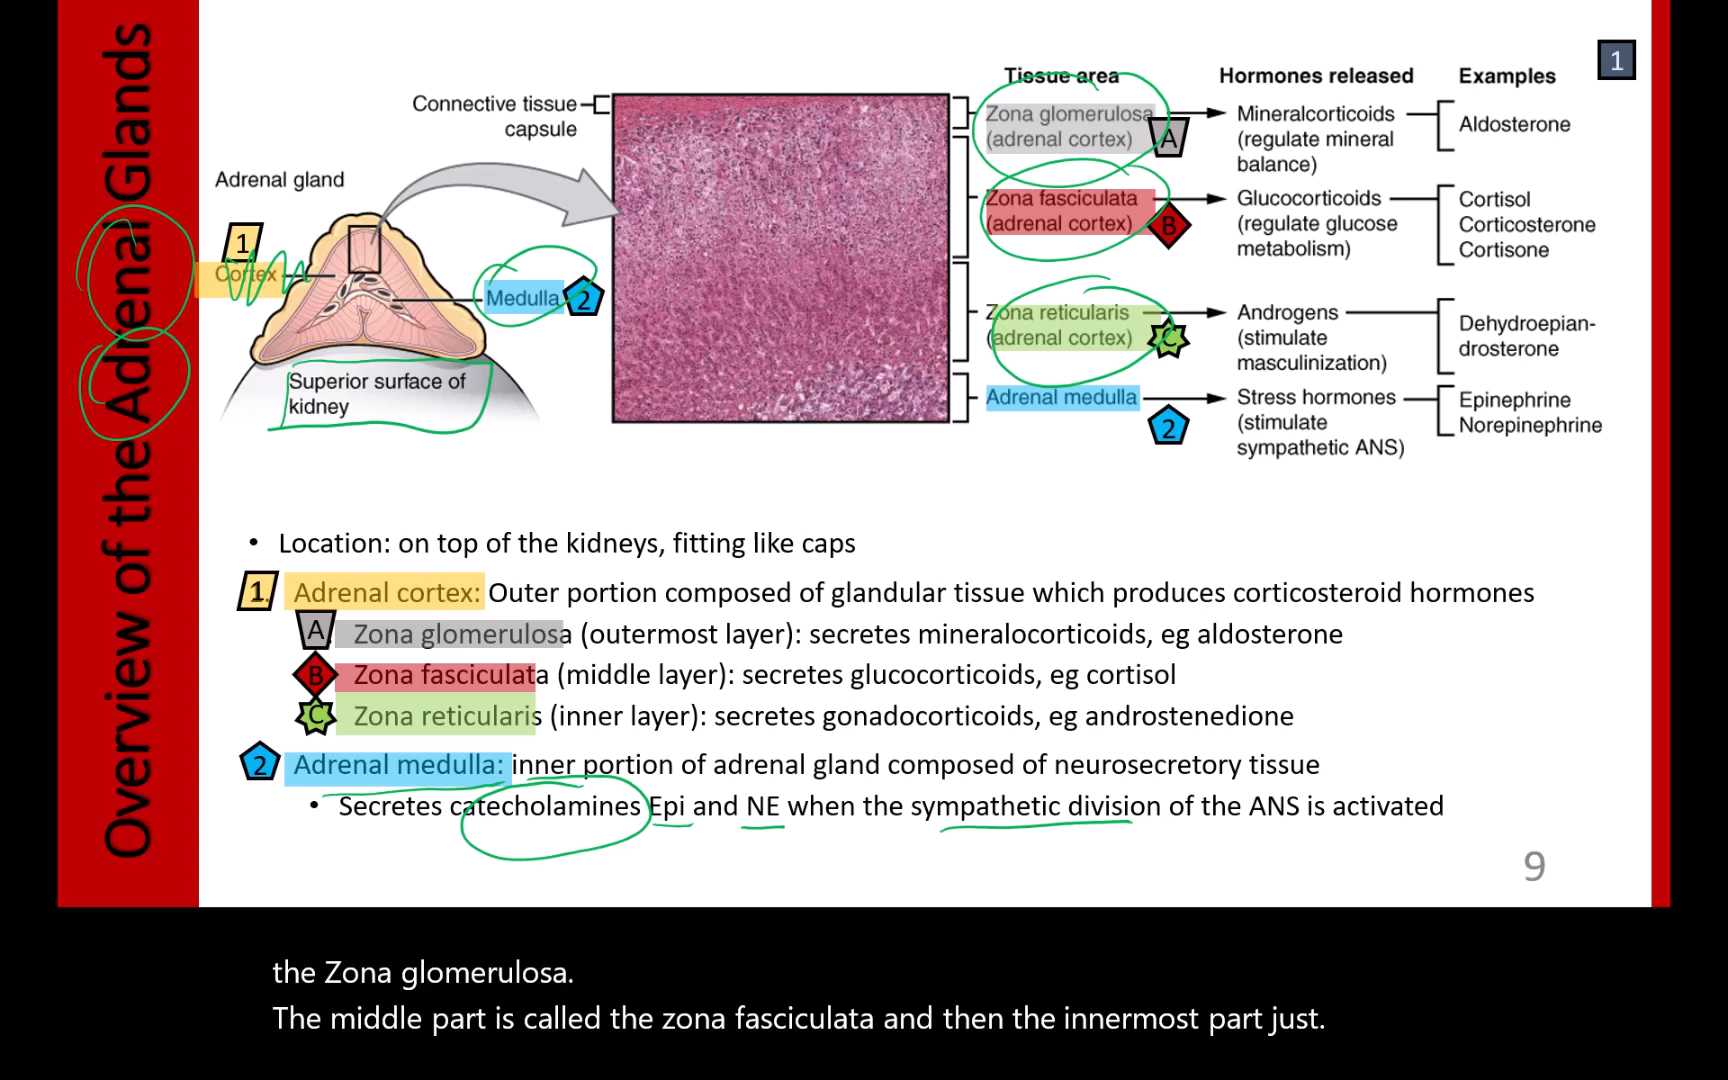 Overview of the Adrenal Glands
1
Tissue area
Hormones released
Examples
Connective tissue
capsule
Adrenal gland
1
Cortex
Medulla
2
Superior surface of
kidney
Zona glomerulosa
(adrenal cortex)
A
Mineralcorticoids
(regulate mineral
balance)
Aldosterone
Zona fasciculata
(adrenal cortex)
B
Glucocorticoids
(regulate glucose
metabolism)
Cortisol
Corticosterone
Cortisone
Zona reticularis
(adrenal cortex)
C
Androgens
(stimulate
masculinization)
Dehydroepian-
drosterone
Adrenal medulla
2
Stress hormones
(stimulate
sympathetic ANS)
Epinephrine
Norepinephrine
• Location: on top of the kidneys, fitting like caps
1. Adrenal cortex: Outer portion composed of glandular tissue which produces corticosteroid hormones
A. Zona glomerulosa (outermost layer): secretes mineralocorticoids, eg aldosterone
B Zona fasciculata (middle layer): secretes glucocorticoids, eg cortisol
C Zona reticularis (inner layer): secretes gonadocorticoids, eg androstenedione
2 Adrenal medulla: inner portion of adrenal gland composed of neurosecretory tissue
• Secretes catecholamines Epi and NE when the sympathetic division of the ANS is activated
9
the Zona glomerulosa.
The middle part is called the zona fasciculata and then the innermost part just.